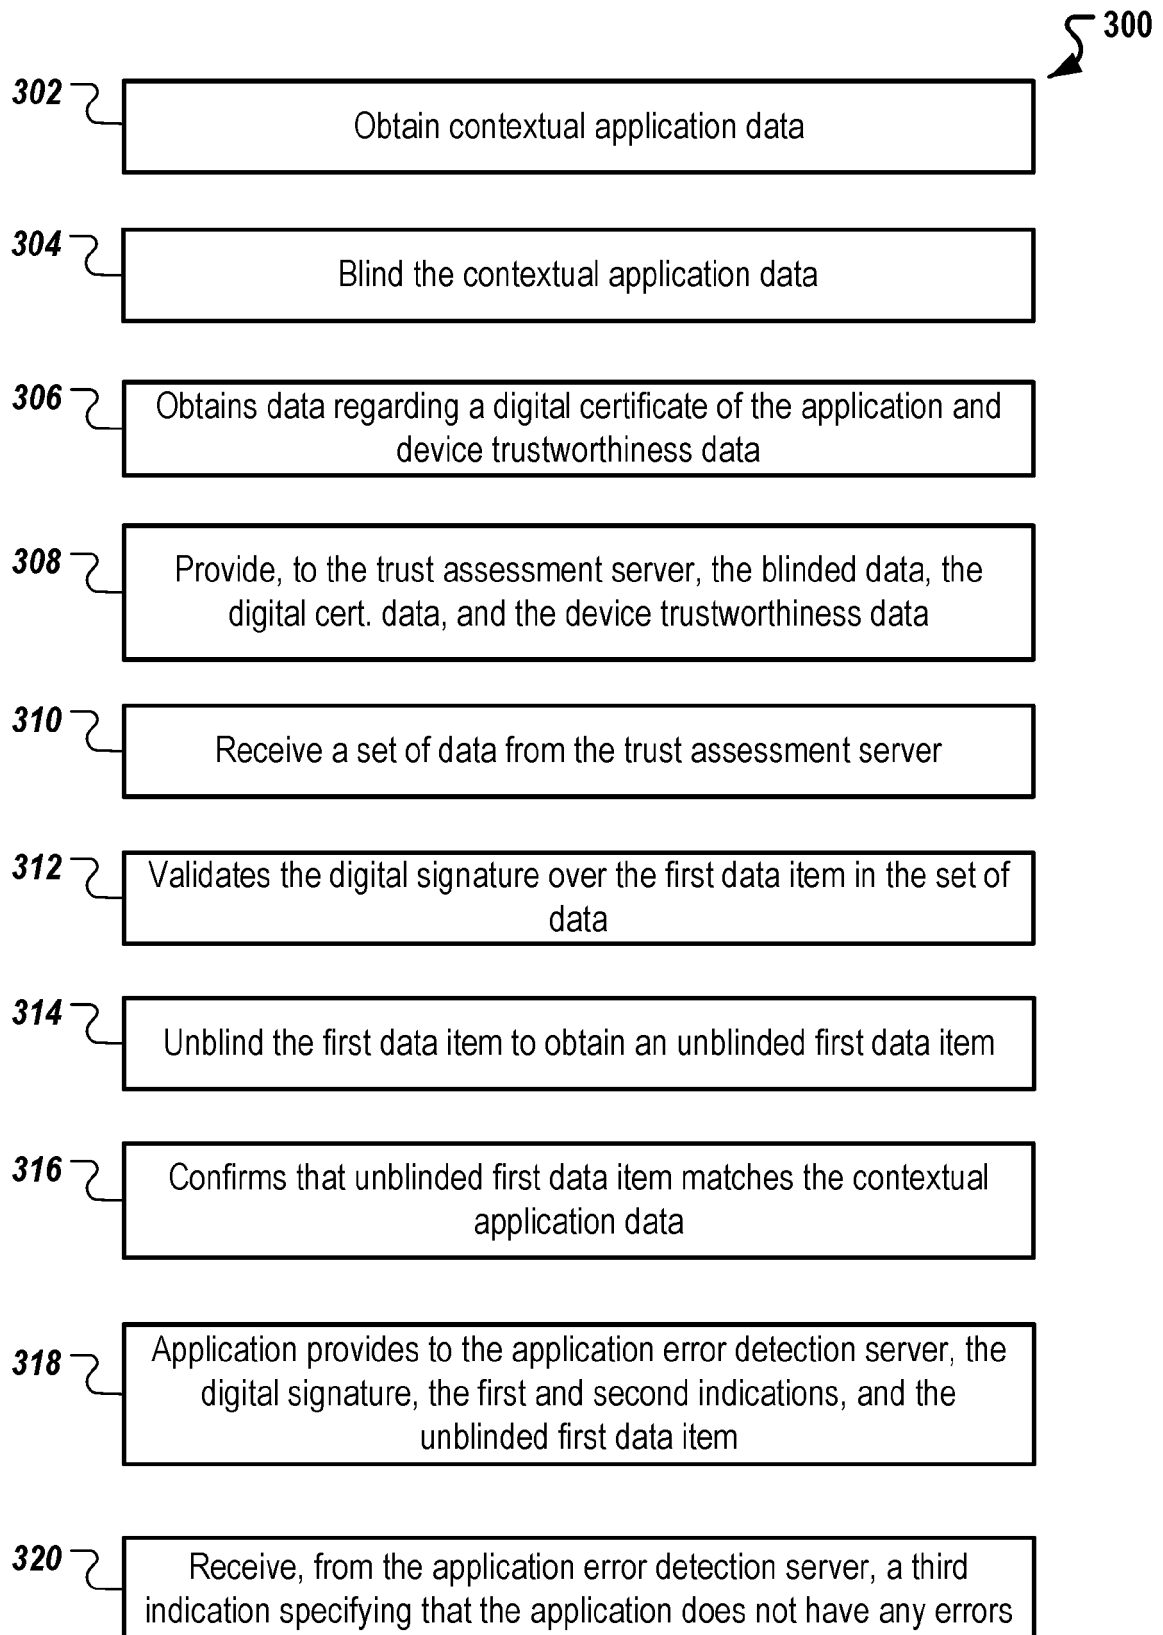 300
302
Obtain contextual application data
304
Blind the contextual application data
306
Obtains data regarding a digital certificate of the application and
device trustworthiness data
308
Provide, to the trust assessment server, the blinded data, the
digital cert. data, and the device trustworthiness data
310
Receive a set of data from the trust assessment server
312
Validates the digital signature over the first data item in the set of
data
314
Unblind the first data item to obtain an unblinded first data item
316
Confirms that unblinded first data item matches the contextual
application data
318
Application provides to the application error detection server, the
digital signature, the first and second indications, and the
unblinded first data item
320
Receive, from the application error detection server, a third
indication specifying that the application does not have any errors